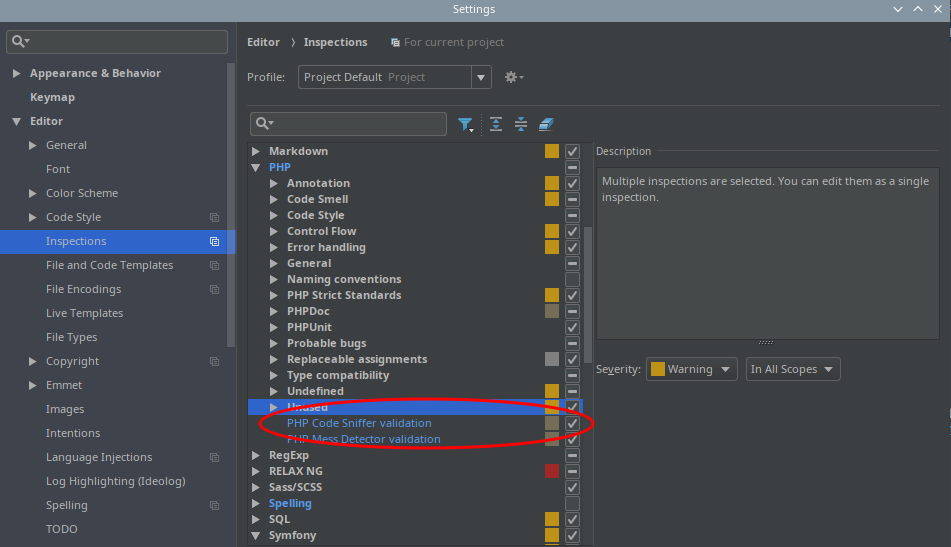 Settings
Appearance & Behavior
Keymap
Editor
General
Font
Color Scheme
Code Style
Inspections
File and Code Templates
File Encodings
Live Templates
File Types
Copyright
Emmet
Images
Intentions
Language Injections
Log Highlighting (Ideolog)
Spelling
TODO
Editor › Inspections For current project
Profile: Project Default Project
Markdown
PHP
Annotation
Code Smell
Code Style
Control Flow
Error handling
General
Naming conventions
PHP Strict Standards
PHPDoc
PHPUnit
Probable bugs
Replaceable assignments
Type compatibility
Undefined
Unused
PHP Code Sniffer validation
PHP Mess Detector validation
RegExp
RELAX NG
Sass/SCSS
Spelling
SQL
Symfony
Description
Multiple inspections are selected. You can edit them as a single
inspection.
Severity: Warning In All Scopes